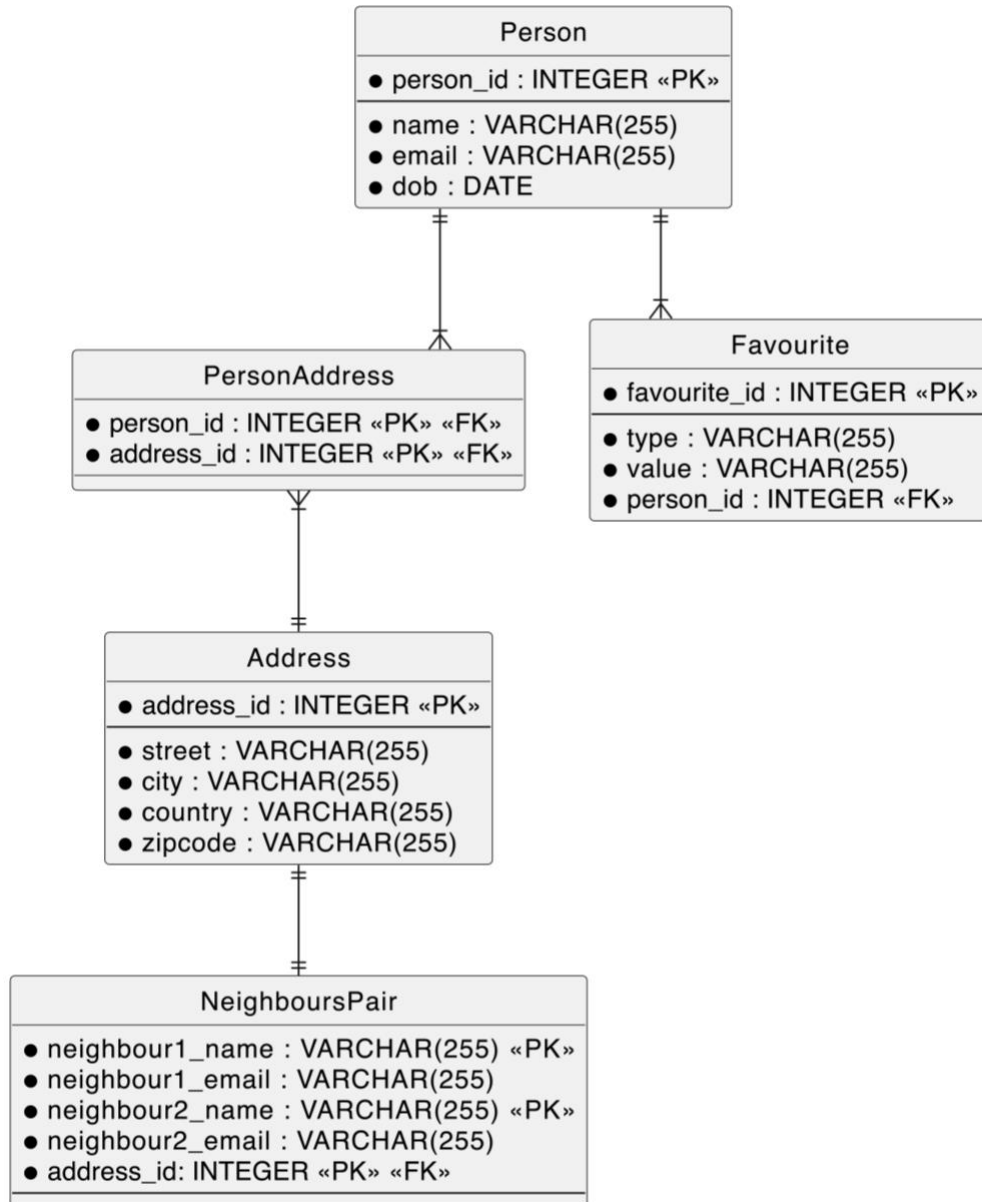 Person
person_id : INTEGER «PK»
name : VARCHAR(255)
email : VARCHAR(255)
dob : DATE
PersonAddress
person_id : INTEGER «PK» «FK»
address_id : INTEGER «PK» «FK»
Favourite
favourite_id : INTEGER «PK»
type : VARCHAR(255)
value : VARCHAR(255)
person_id : INTEGER «FK»
Address
address_id : INTEGER «PK»
street : VARCHAR(255)
city : VARCHAR(255)
country : VARCHAR(255)
zipcode : VARCHAR(255)
NeighboursPair
neighbour1_name : VARCHAR(255) «PK»
neighbour1_email : VARCHAR(255)
neighbour2_name : VARCHAR(255) «PK»
neighbour2_email : VARCHAR(255)
address_id: INTEGER «PK» «FK»